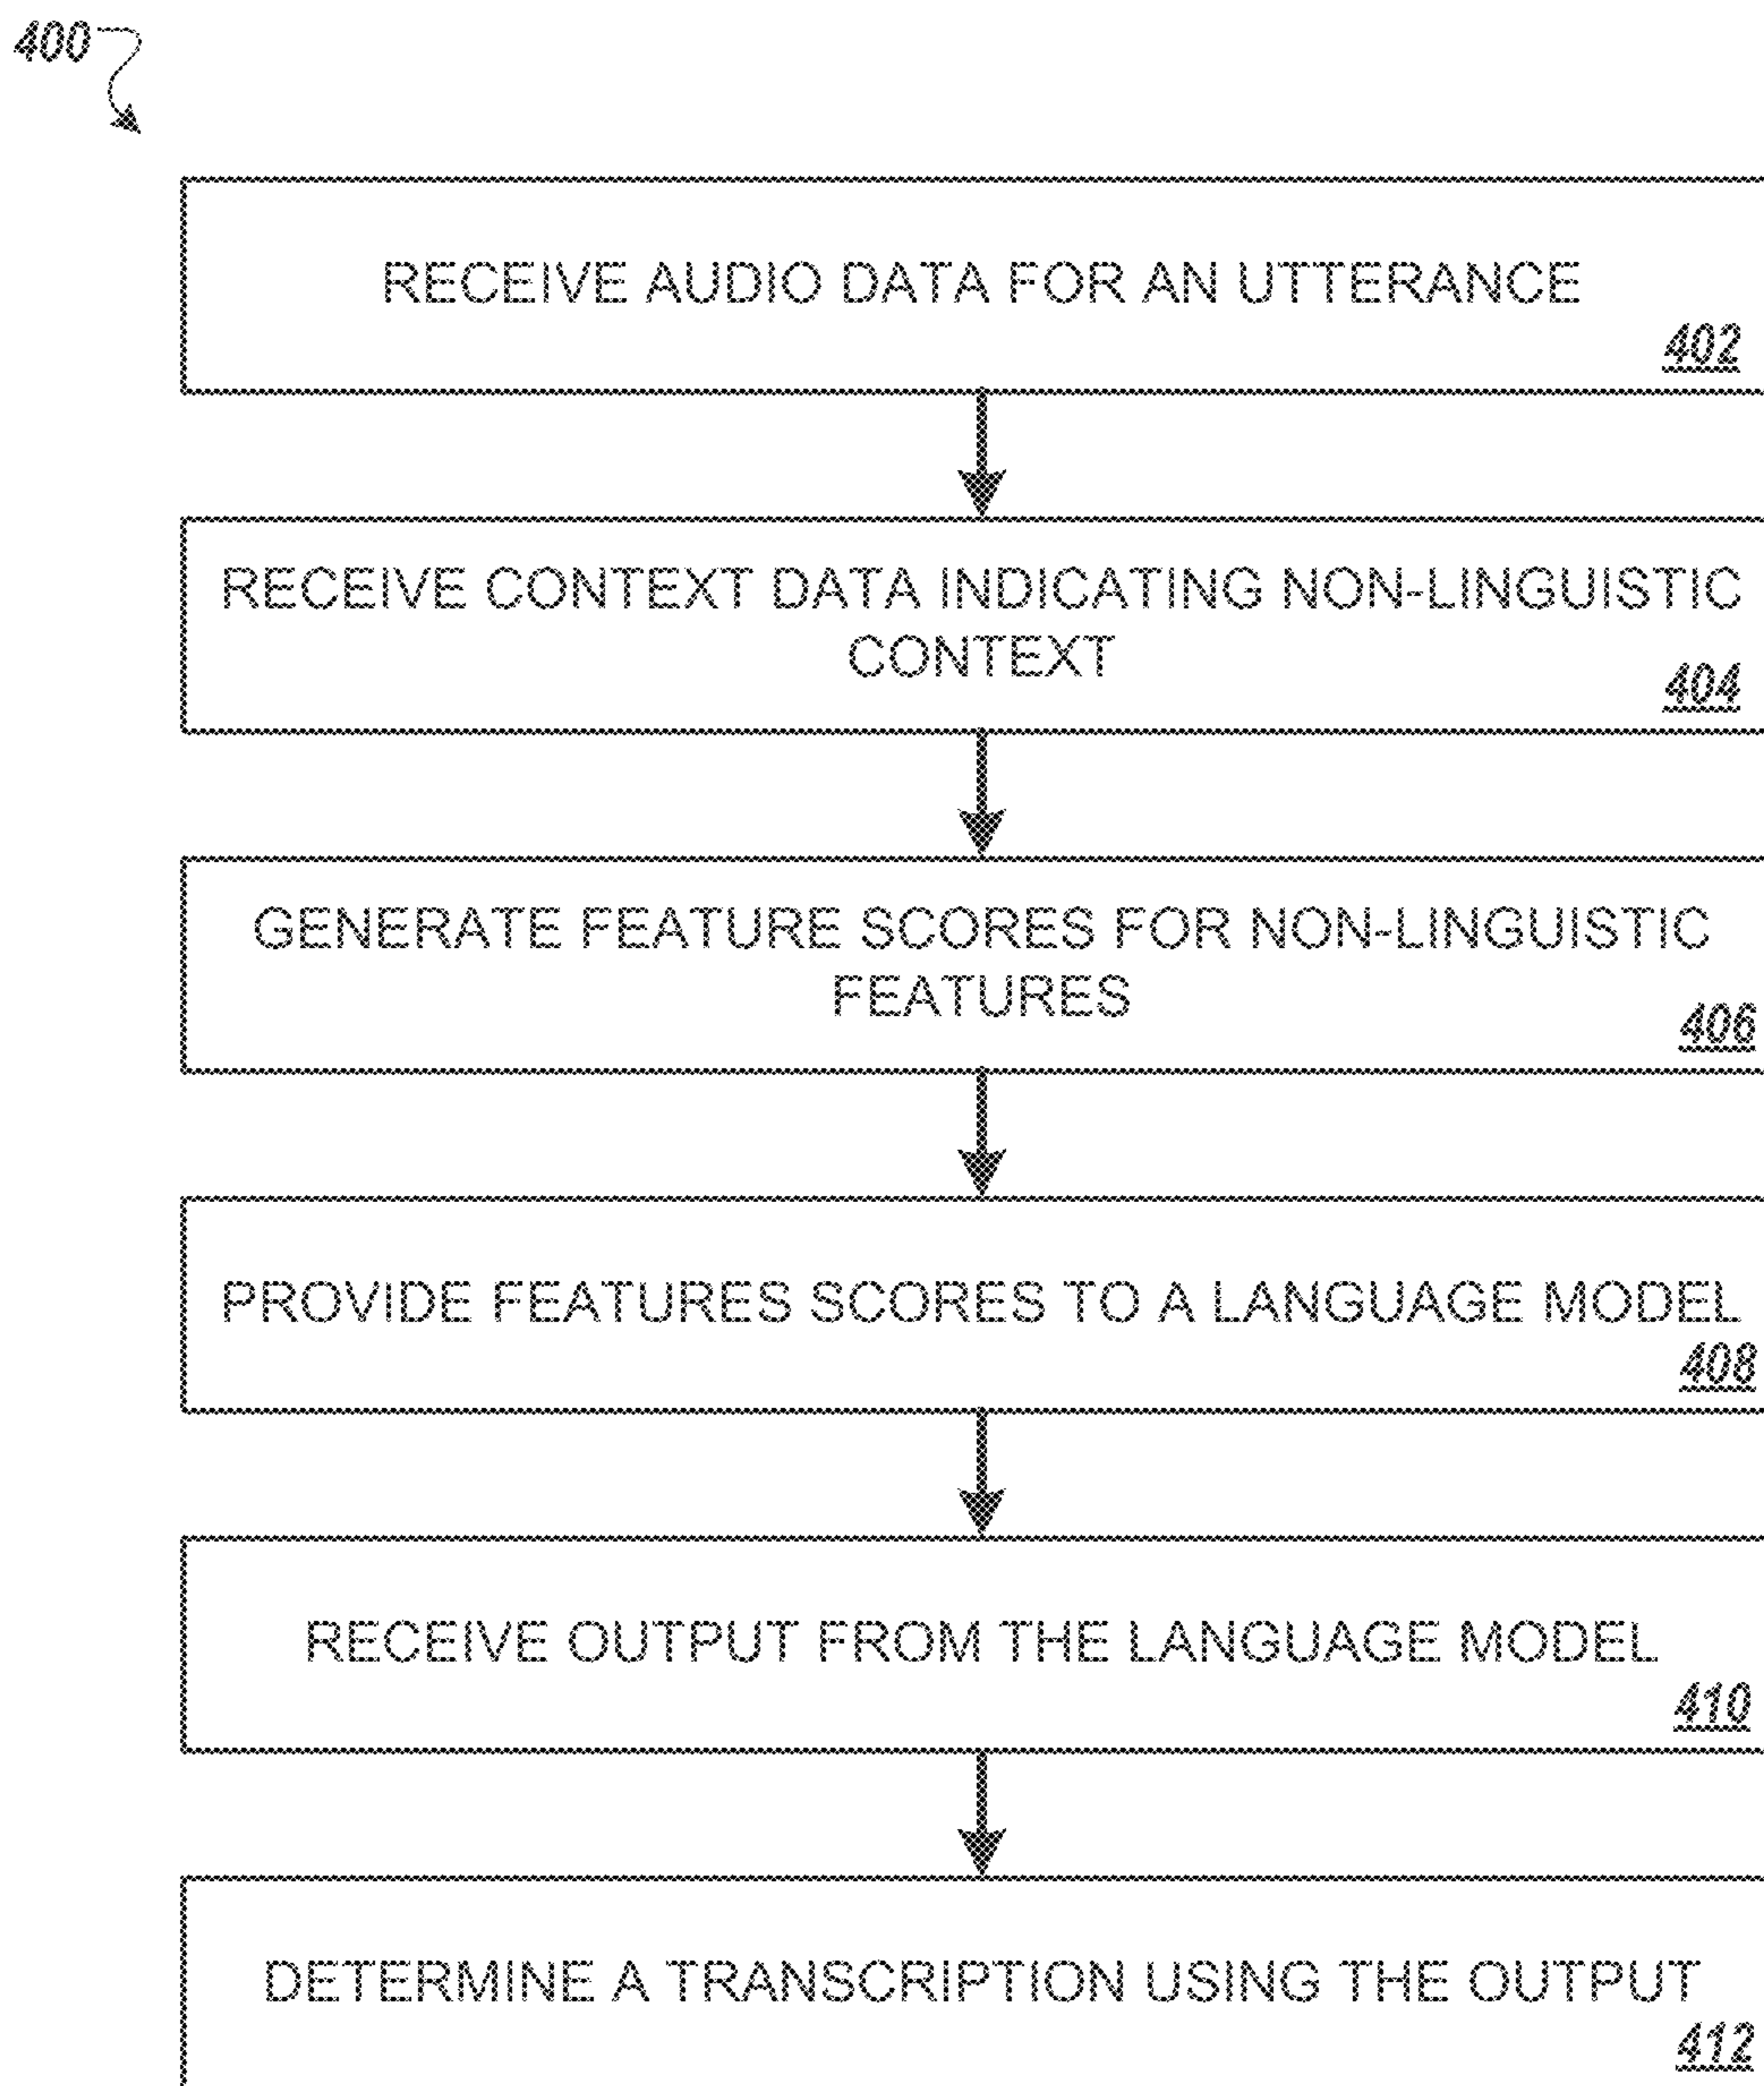 400
RECEIVE AUDIO DATA FOR AN UTTERANCE
402
RECEIVE CONTEXT DATA INDICATING NON-LINGUISTIC
CONTEXT
404
GENERATE FEATURE SCORES FOR NON-LINGUISTIC
FEATURES
406
PROVIDE FEATURES SCORES TO A LANGUAGE MODEL
408
RECEIVE OUTPUT FROM THE LANGUAGE MODEL
410
DETERMINE A TRANSCRIPTION USING THE OUTPUT
412